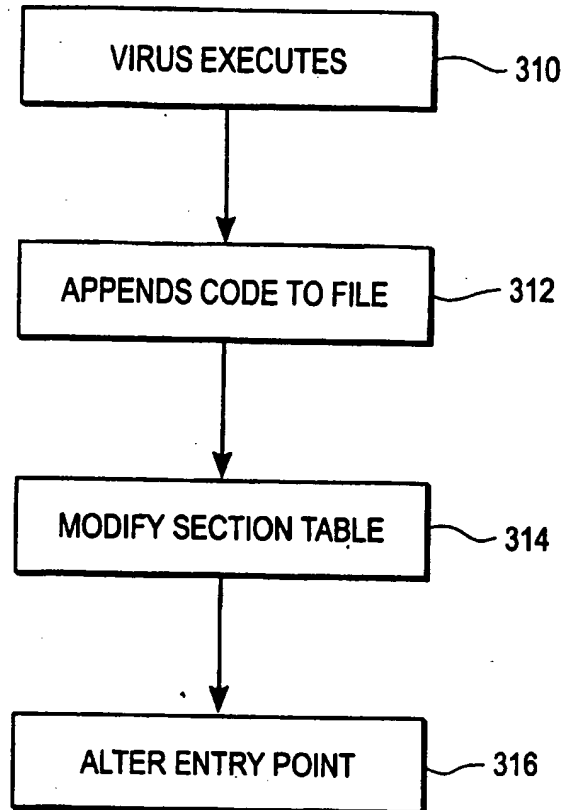 VIRUS EXECUTES
310
APPENDS CODE TO FILE
312
MODIFY SECTION TABLE
314
ALTER ENTRY POINT
316